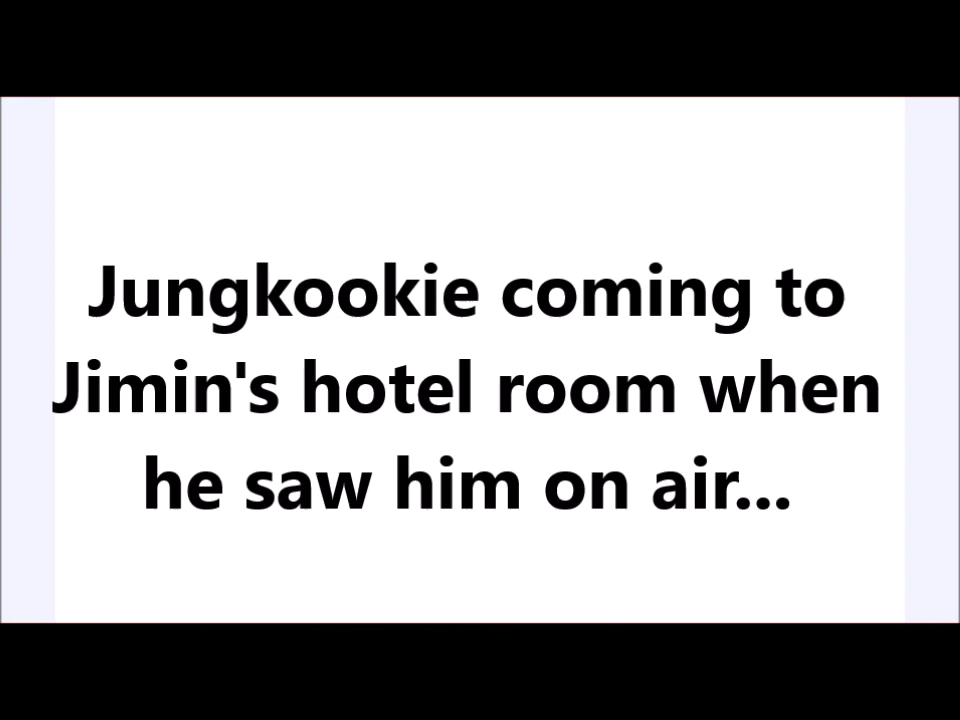 Jungkookie coming to
Jimin's hotel room when
he saw him on air...